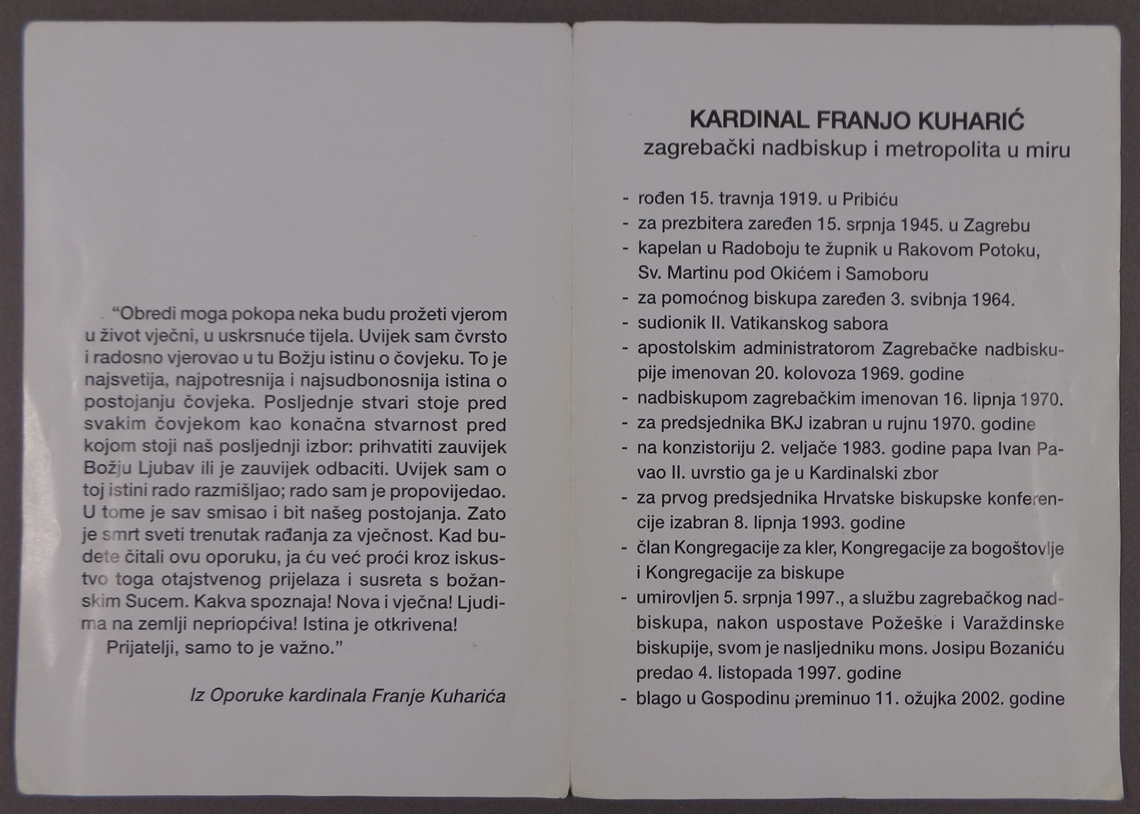 “Obredi moga pokopa neka budu prožeti vjerom
u život vječni, u uskrsnuće tijela. Uvijek sam čvrsto
i radosno vjerovao u tu Božju istinu o čovjeku. To je
najsvetija, najpotresnija i najsudbonosnija istina o
postojanju čovjeka. Posljednje stvari stoje pred
svakim čovjekom kao konačna stvarnost pred
kojom stoji naš posljednji izbor: prihvatiti zauvijek
Božju Ljubav ili je zauvijek odbaciti. Uvijek sam o
toj istini rado razmišljao; rado sam je propovijedao.
U tome je sav smisao i bit našeg postojanja. Zato
je smrt sveti trenutak rađanja za vječnost. Kad bu-
dete čitali ovu oporuku, ja ću već proći kroz iskus-
tvo toga otajstvenog prijelaza i susreta s božan-
skim Sucem. Kakva spoznaja! Nova i vječna! Ljudi-
ma na zemlji nepriopćiva! Istina je otkrivena!
Prijatelji, samo to je važno.”
Iz Oporuke kardinala Franje Kuharića
KARDINAL FRANJO KUHARIĆ
zagrebački nadbiskup i metropolita u miru
- rođen 15. travnja 1919. u Pribiću
- za prezbitera zaređen 15. srpnja 1945. u Zagrebu
- kapelan u Radoboju te župnik u Rakovom Potoku,
Sv. Martinu pod Okićem i Samoboru
- za pomoćnog biskupa zaređen 3. svibnja 1964.
- sudionik II. Vatikanskog sabora
- apostolskim administratorom Zagrebačke nadbisku-
pije imenovan 20. kolovoza 1969. godine
- nadbiskupom zagrebačkim imenovan 16. lipnja 1970.
- za predsjednika BKJ izabran u rujnu 1970. godine
- na konzistoriju 2. veljače 1983. godine papa Ivan Pa-
vao II. uvrstio ga je u Kardinalski zbor
- za prvog predsjednika Hrvatske biskupske konferen-
cije izabran 8. lipnja 1993. godine
- član Kongregacije za kler, Kongregacije za bogoštovlje
i Kongregacije za biskupe
- umirovljen 5. srpnja 1997., a službu zagrebačkog nad-
biskupa, nakon uspostave Požeške i Varaždinske
biskupije, svom je nasljedniku mons. Josipu Bozaniću
predao 4. listopada 1997. godine
- blago u Gospodinu preminuo 11. ožujka 2002. godine